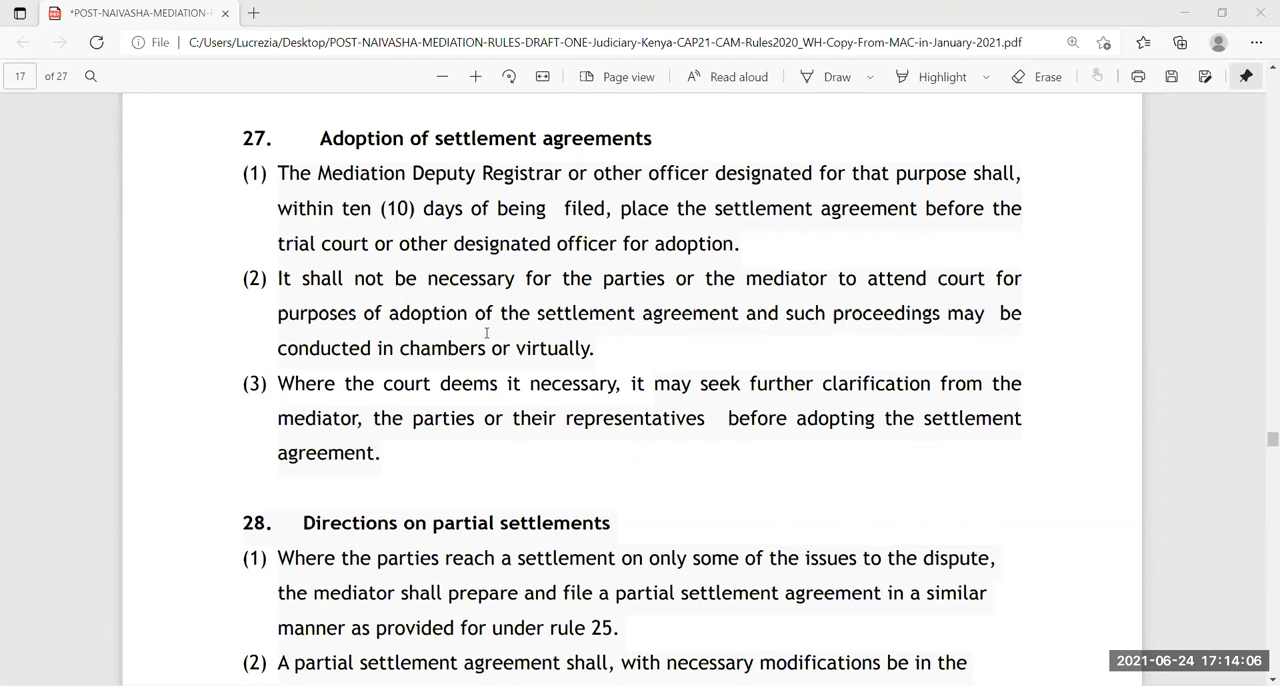 *POST-NAIVASHA-MEDIATION-
File
C:/Users/Lucrezia/Desktop/POST-NAIVASHA-MEDIATION-RULES-DRAFT-ONE-Judiciary-Kenya-CAP21-CAM-Rules2020_WH-Copy-From-MAC-in-January-2021.pdf
17 of 27 Page view Read aloud Draw Highlight Erase
27. Adoption of settlement agreements
(1) The Mediation Deputy Registrar or other officer designated for that purpose shall,
within ten (10) days of being filed, place the settlement agreement before the
trial court or other designated officer for adoption.
(2) It shall not be necessary for the parties or the mediator to attend court for
purposes of adoption of the settlement agreement and such proceedings may be
conducted in chambers or virtually.
(3) Where the court deems it necessary, it may seek further clarification from the
mediator, the parties or their representatives before adopting the settlement
agreement.
28. Directions on partial settlements
(1) Where the parties reach a settlement on only some of the issues to the dispute,
the mediator shall prepare and file a partial settlement agreement in a similar
manner as provided for under rule 25.
(2) A partial settlement agreement shall, with necessary modifications be in the
2021-06-24 17:14:06